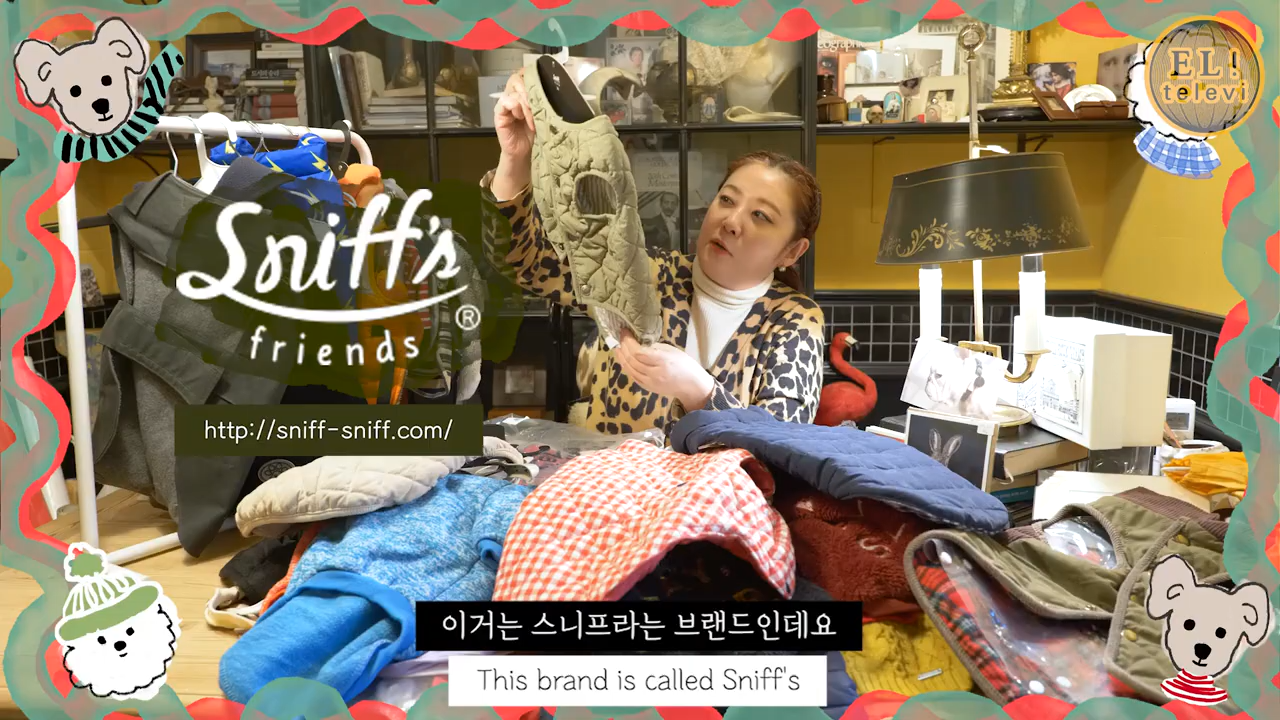 EL!
televi
Sniff's
®
friends
http://sniff-sniff.com/
이거는 스니프라는 브랜드인데요
This brand is called Sniff's